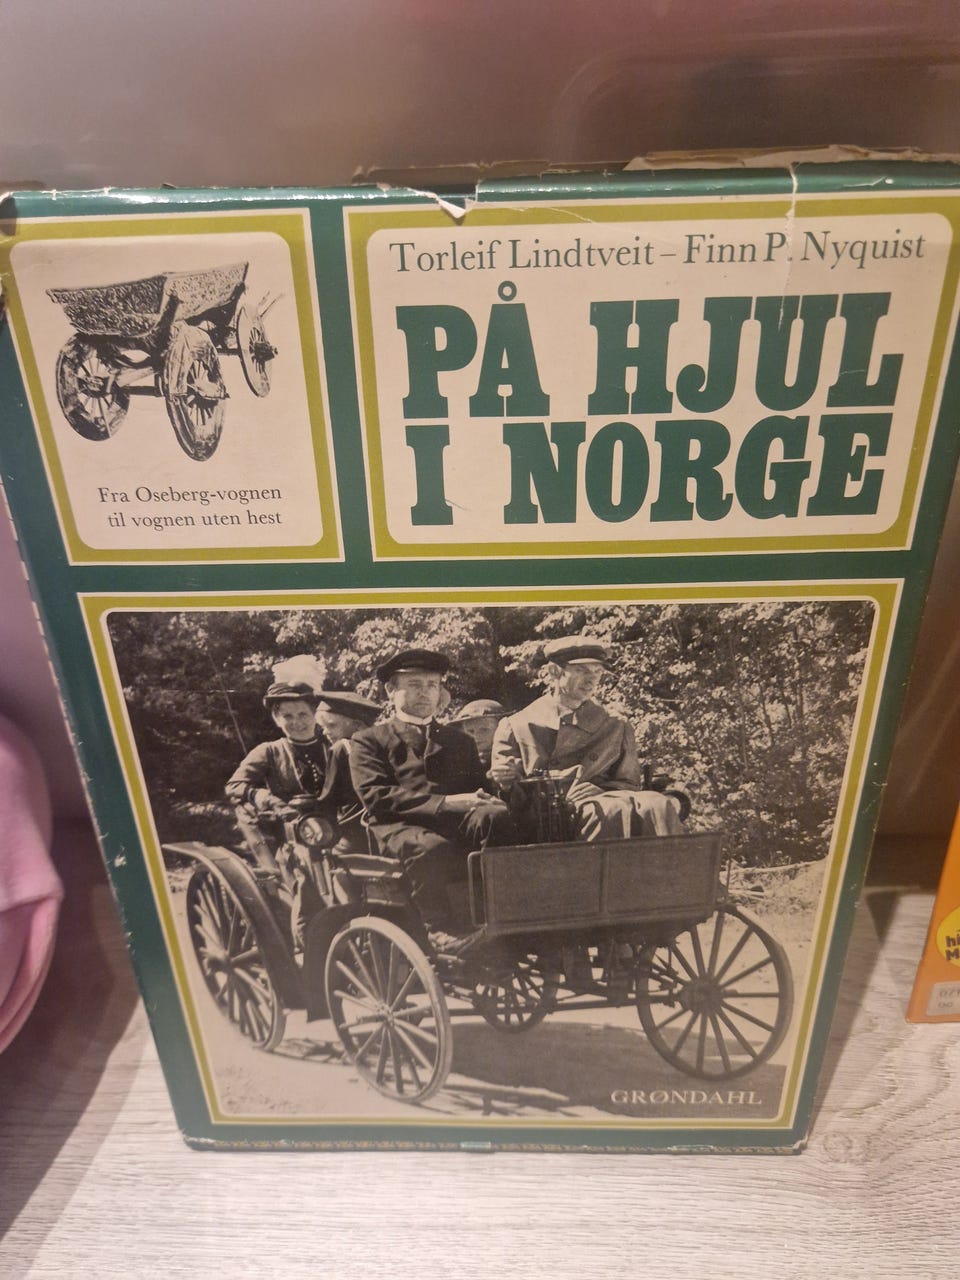 Torleif Lindtveit – Finn P. Nyquist
PÅ HJUL
I NORGE
Fra Oseberg-vognen
til vognen uten hest
GRØNDAHL